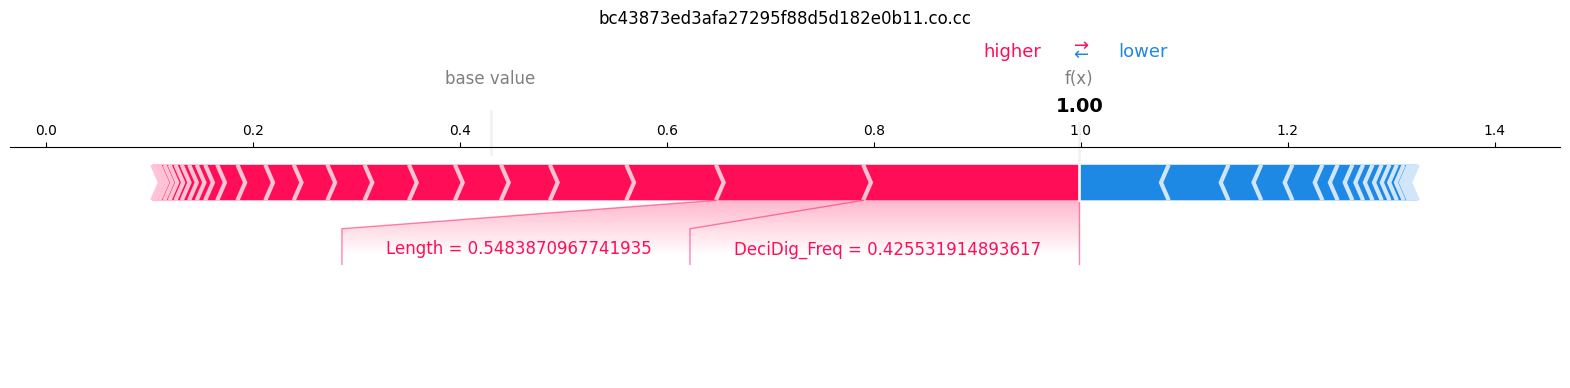 bc43873ed3afa27295f88d5d182e0b11.co.cc
higher ⇄ lower
base value f(x)
1.00
0.0 0.2 0.4 0.6 0.8 1.0 1.2 1.4
Length = 0.5483870967741935 DeciDig_Freq = 0.425531914893617